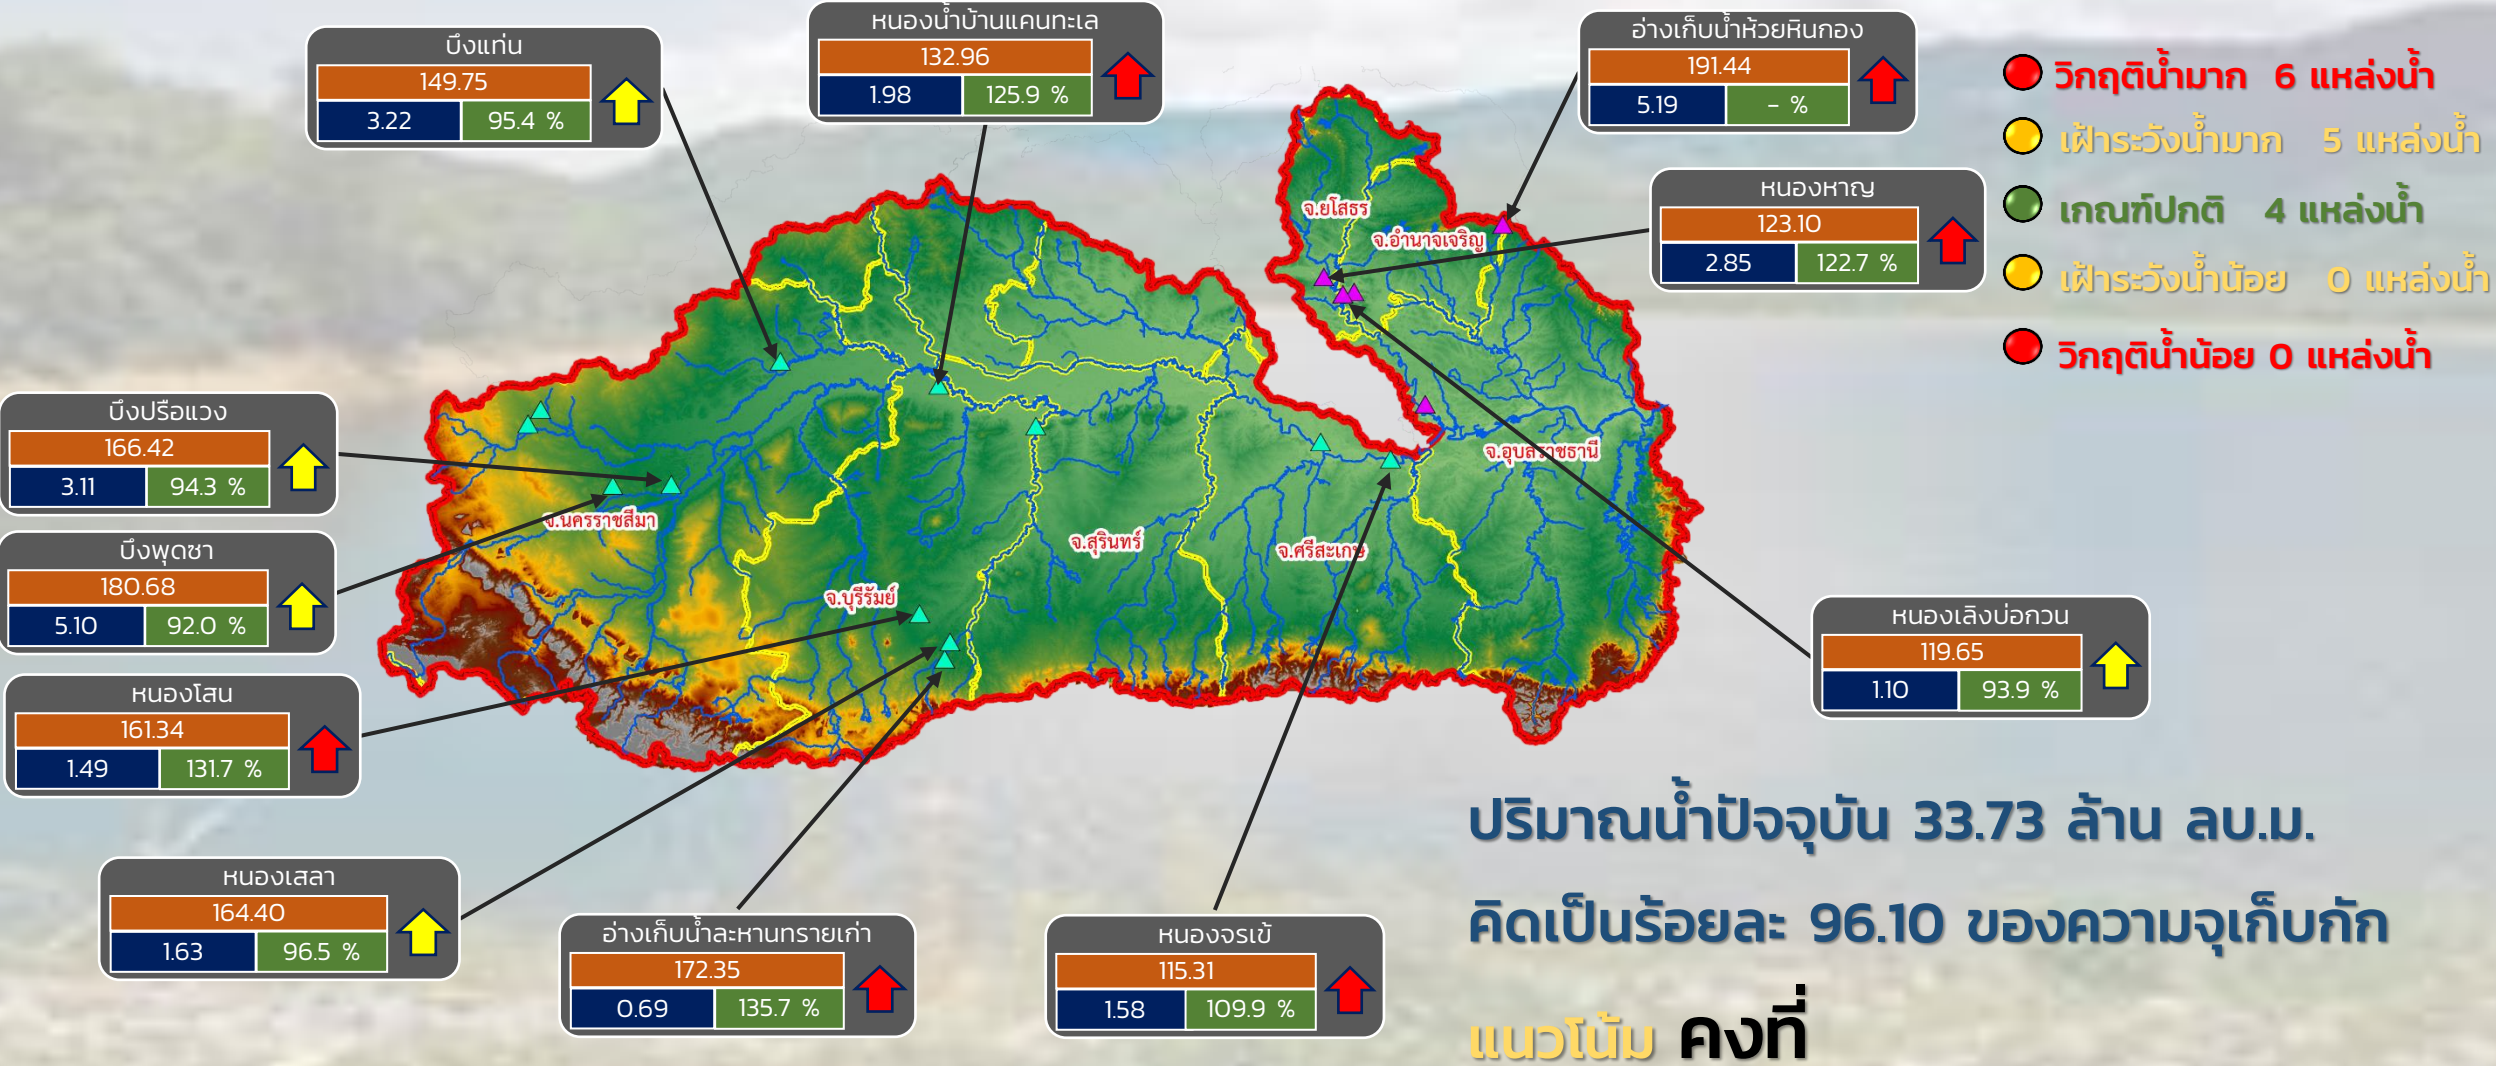 บึงแท่น
149.75
3.22 95.4 %
หนองน้ำบ้านแคนทะเล
132.96
1.98 125.9 %
อ่างเก็บน้ำห้วยหินกอง
191.44
5.19 - %
หนองหาญ
123.10
2.85 122.7 %
วิกฤติน้ำมาก 6 แหล่งน้ำ
เฝ้าระวังน้ำมาก 5 แหล่งน้ำ
เกณฑ์ปกติ 4 แหล่งน้ำ
เฝ้าระวังน้ำน้อย 0 แหล่งน้ำ
วิกฤติน้ำน้อย 0 แหล่งน้ำ
จ.ยโสธร
จ.อำนาจเจริญ
จ.อุบลราชธานี
จ.นครราชสีมา
จ.สุรินทร์
จ.ศรีสะเกษ
จ.บุรีรัมย์
บึงปรือแวง
166.42
3.11 94.3 %
บึงพุดซา
180.68
5.10 92.0 %
หนองโสน
161.34
1.49 131.7 %
หนองเสลา
164.40
1.63 96.5 %
อ่างเก็บน้ำละหานทรายเก่า
172.35
0.69 135.7 %
หนองจรเข้
115.31
1.58 109.9 %
หนองเลิงบ่อกวน
119.65
1.10 93.9 %
ปริมาณน้ำปัจจุบัน 33.73 ล้าน ลบ.ม.
คิดเป็นร้อยละ 96.10 ของความจุเก็บกัก
แนวโน้ม คงที่